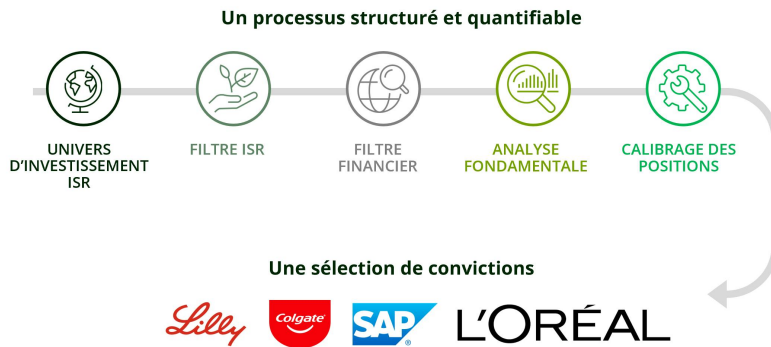 Un processus structuré et quantifiable
UNIVERS
D'INVESTISSEMENT
ISR
FILTRE ISR
FILTRE
FINANCIER
ANALYSE
FONDAMENTALE
CALIBRAGE DES
POSITIONS
Une sélection de convictions
Lilly
Colgate
SAP®
L'ORÉAL